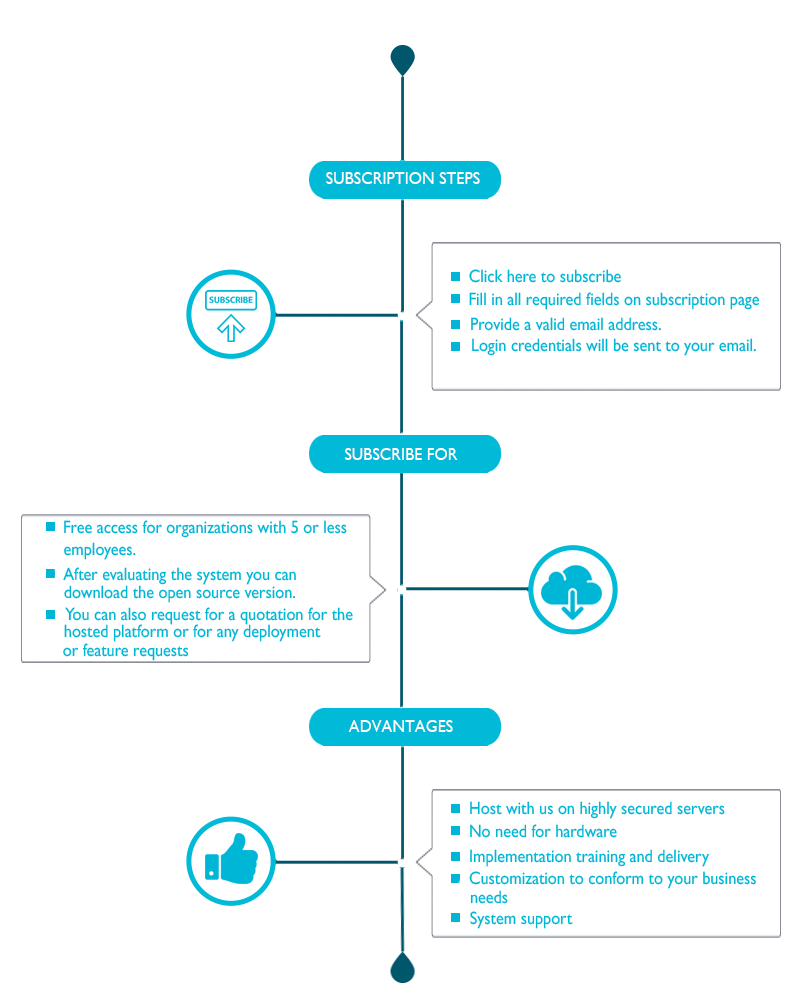 SUBSCRIPTION STEPS
SUBSCRIBE
Click here to subscribe
Fill in all required fields on subscription page
Provide a valid email address.
Login credentials will be sent to your email.
SUBSCRIBE FOR
Free access for organizations with 5 or less
employees.
After evaluating the system you can
download the open source version.
You can also request for a quotation for the
hosted platform or for any deployment
or feature requests
ADVANTAGES
Host with us on highly secured servers
No need for hardware
Implementation training and delivery
Customization to conform to your business
needs
System support